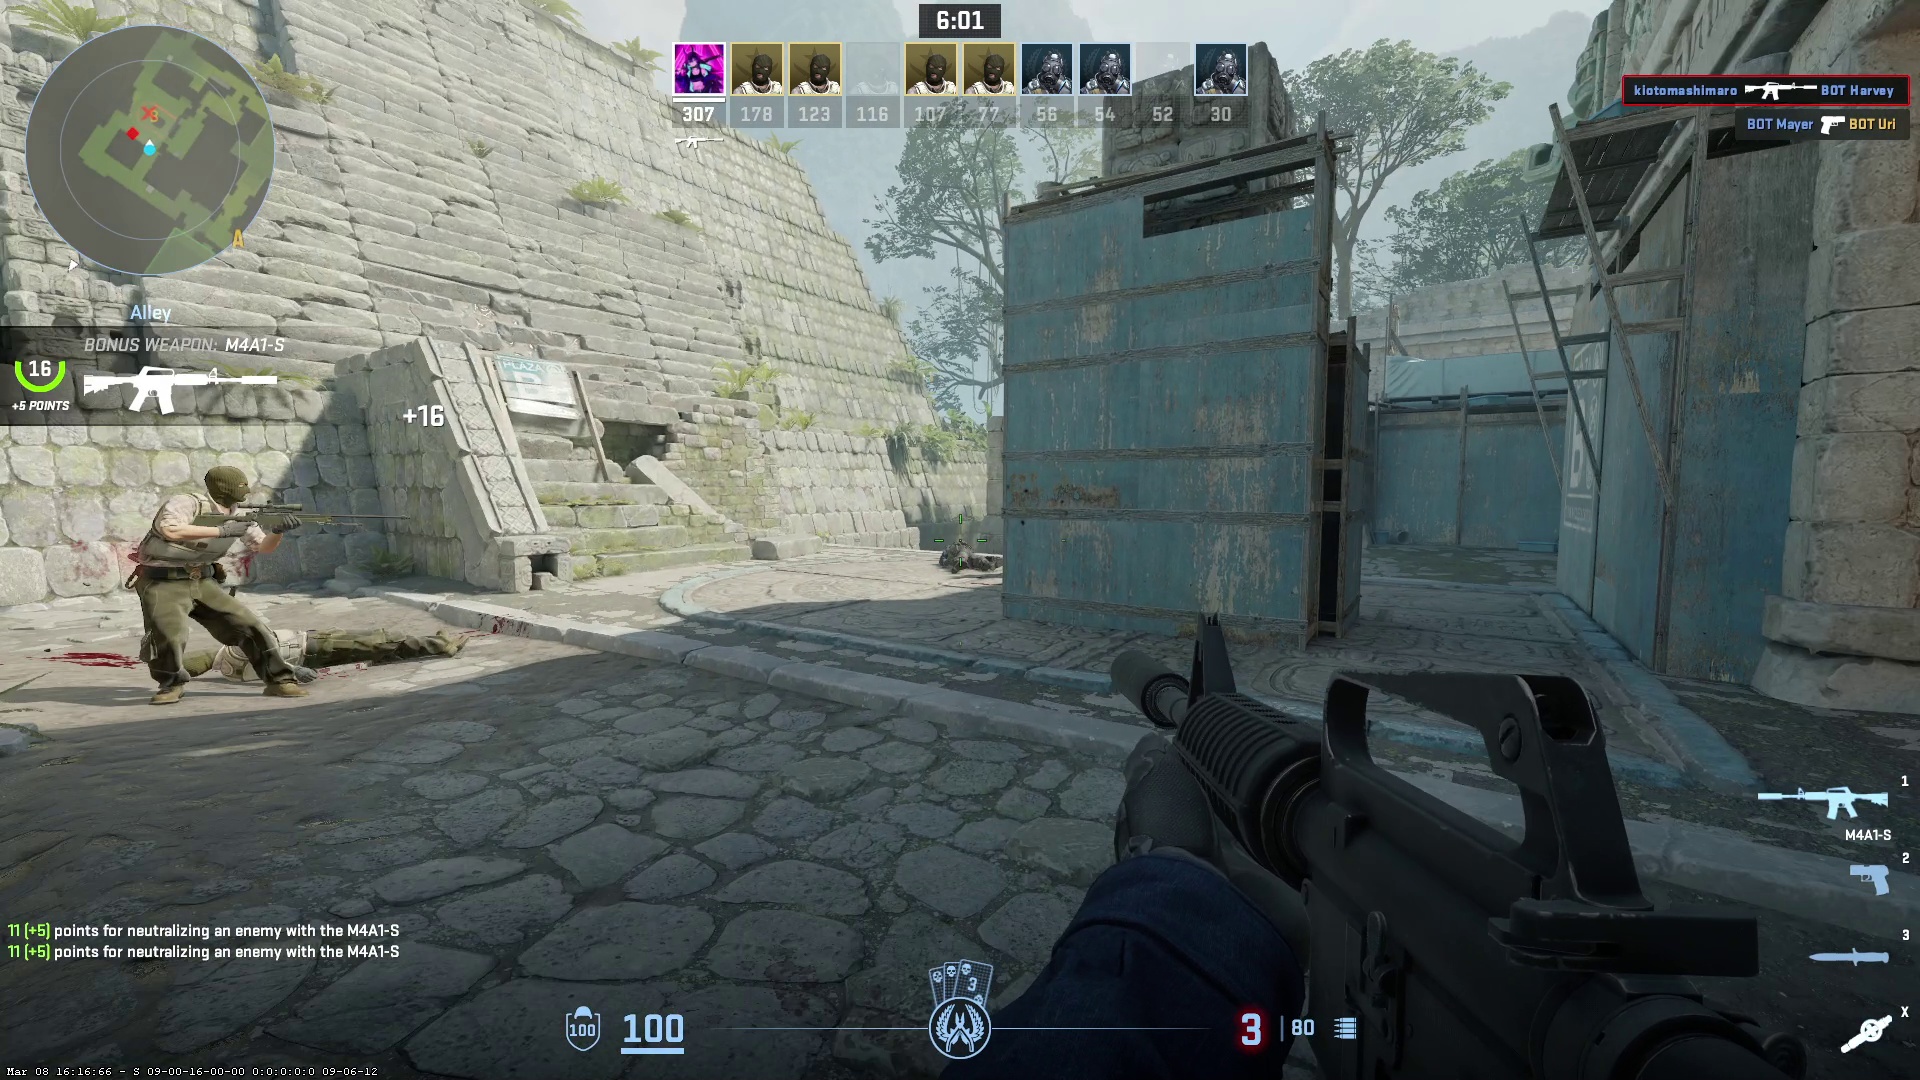 6:01
307 178 123 116 107 77 56 54 52 30
kiotomashimaro BOT Harvey
BOT Mayer BOT Uri
A
Alley
BONUS WEAPON: M4A1-S
16
+5 POINTS
+16
PLAZA
B
1
M4A1-S
2
3
X
11 (+5) points for neutralizing an enemy with the M4A1-S
11 (+5) points for neutralizing an enemy with the M4A1-S
3
100 100
3 | 80
Mar 08 16:16:66 - S 09-00-16-00-00 0:0:0:0:0 09-06-12